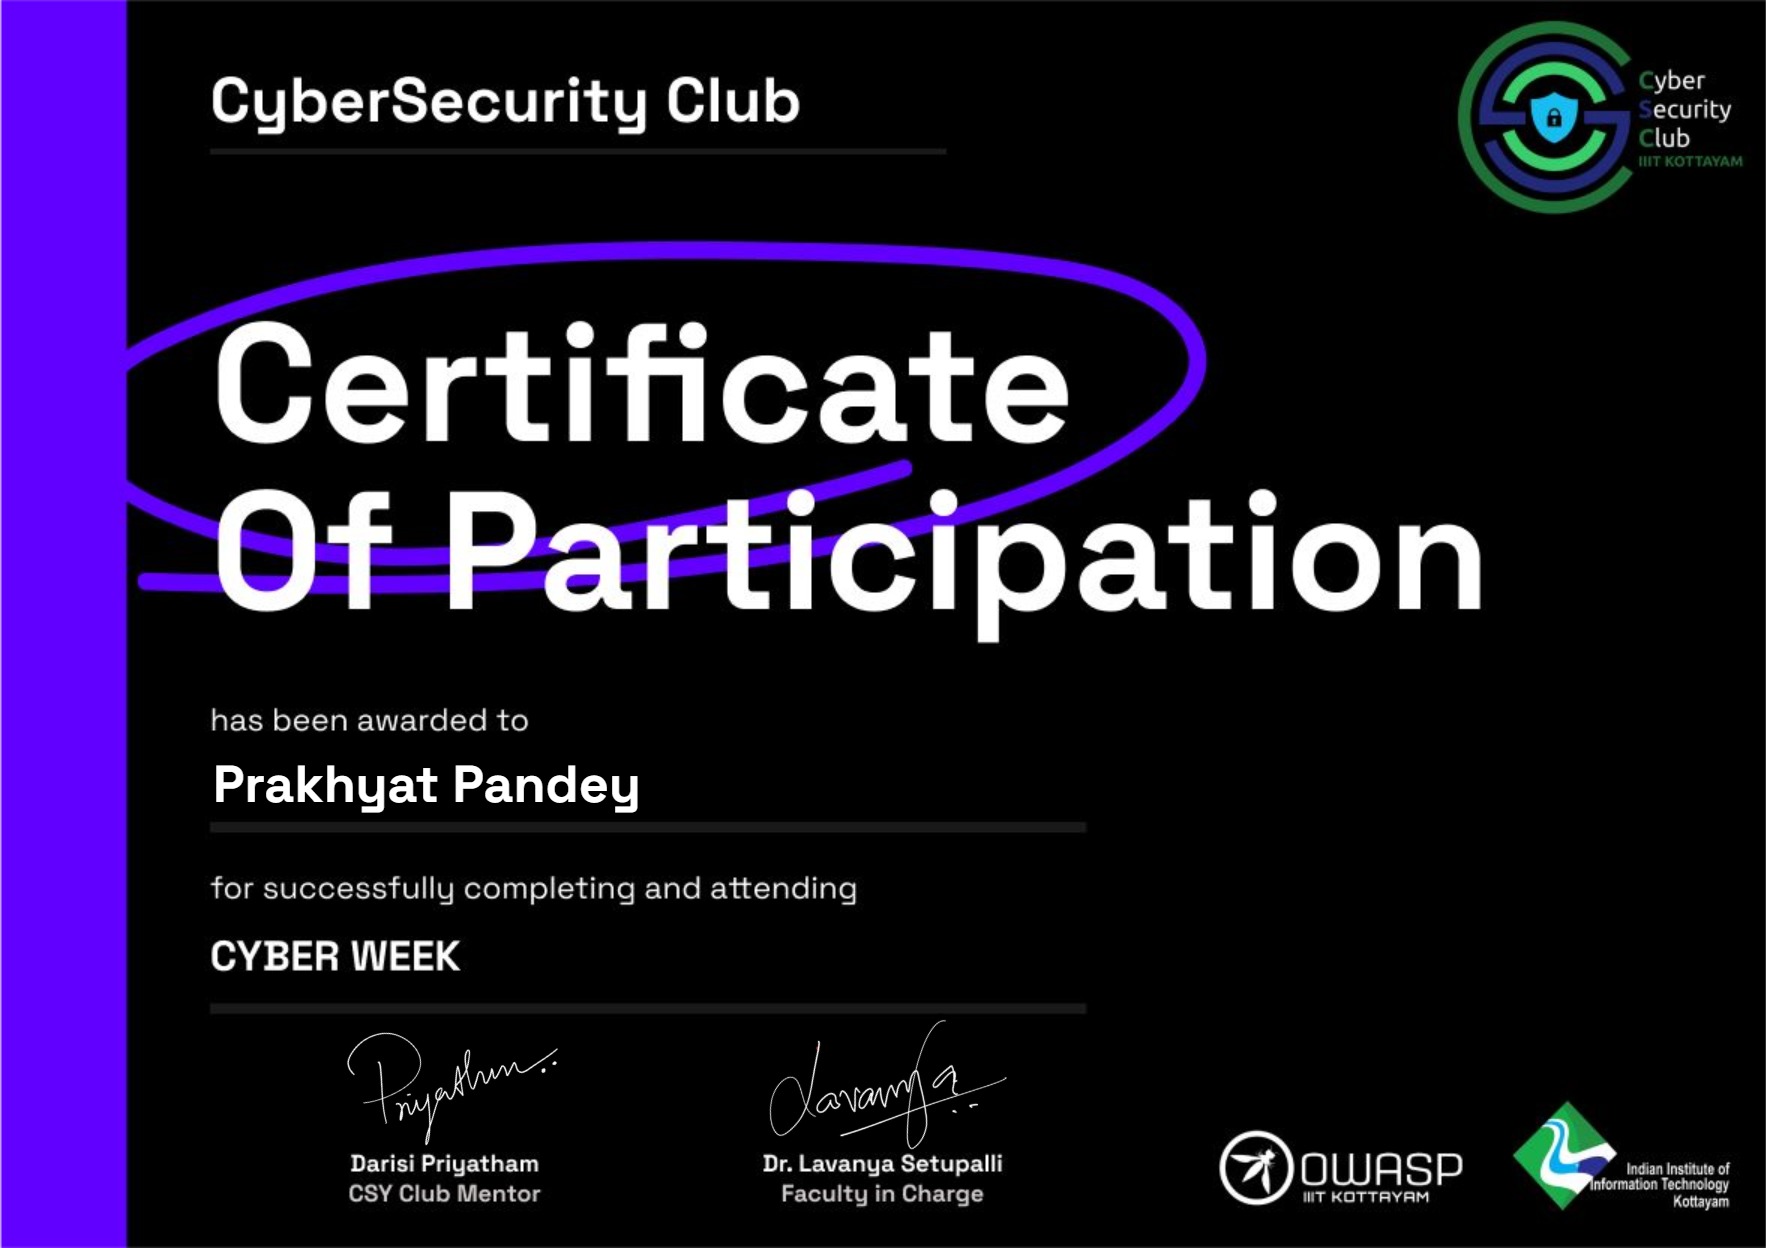 CyberSecurity Club
Cyber
Security
Club
IIIT KOTTAYAM
Certificate
Of Participation
has been awarded to
Prakhyat Pandey
for successfully completing and attending
CYBER WEEK
Priyathm
Lavanya
Darisi Priyatham
CSY Club Mentor
Dr. Lavanya Setupalli
Faculty in Charge
OWASP
IIIT KOTTAYAM
Indian Institute of
Information Technology
Kottayam